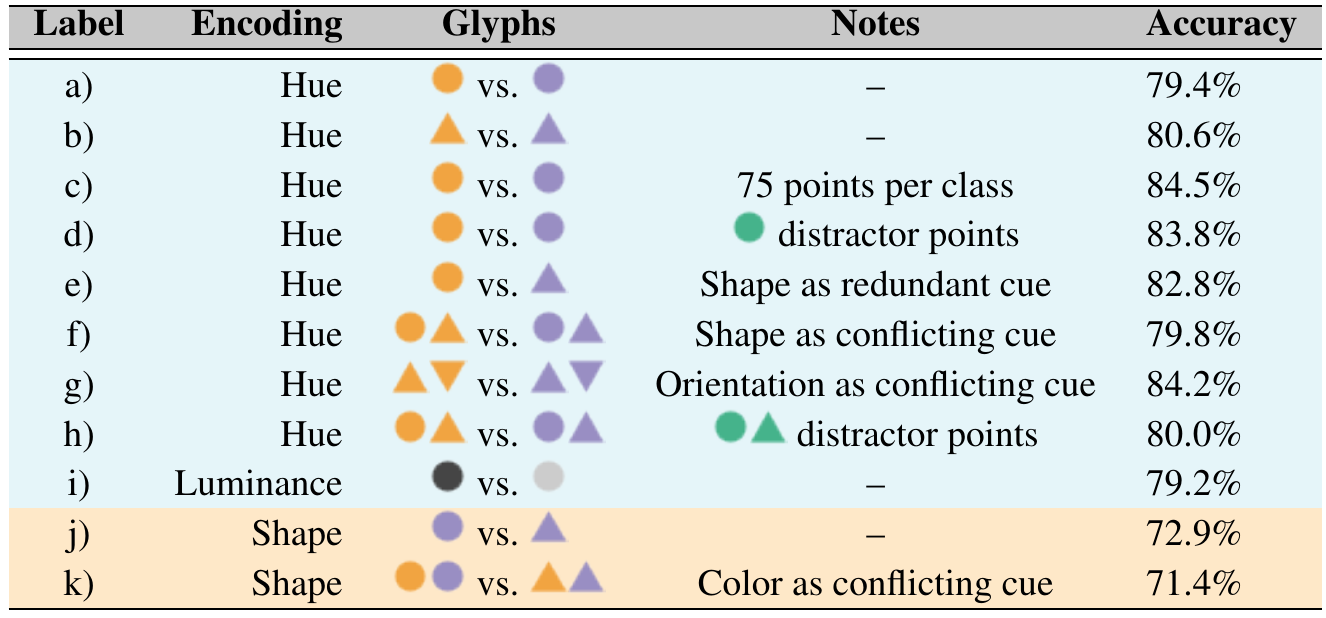 Label Encoding Glyphs Notes Accuracy
a) Hue vs. – 79.4%
b) Hue vs. – 80.6%
c) Hue vs. 75 points per class 84.5%
d) Hue vs. distractor points 83.8%
e) Hue vs. Shape as redundant cue 82.8%
f) Hue vs. Shape as conflicting cue 79.8%
g) Hue vs. Orientation as conflicting cue 84.2%
h) Hue vs. distractor points 80.0%
i) Luminance vs. – 79.2%
j) Shape vs. – 72.9%
k) Shape vs. Color as conflicting cue 71.4%